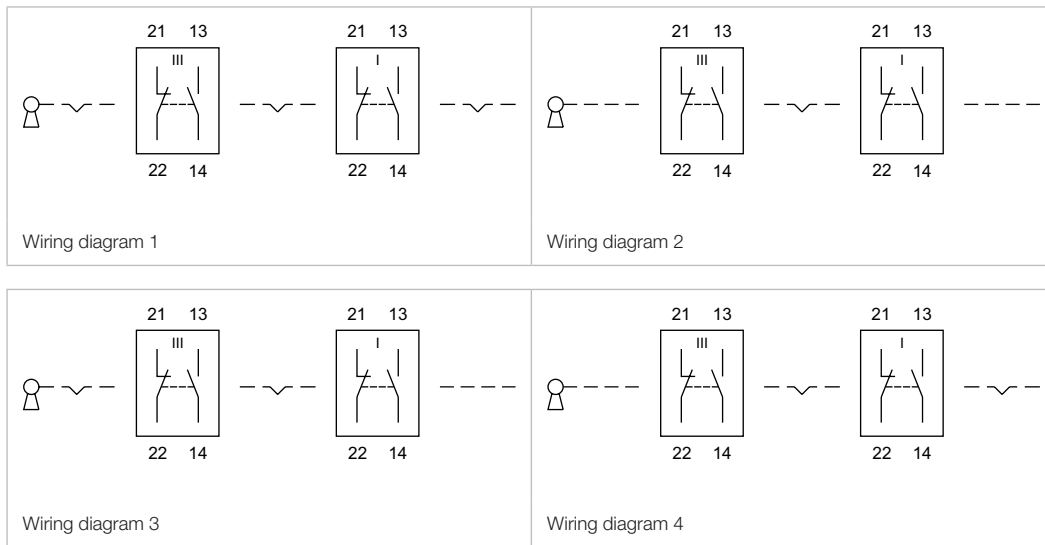 21 13 21 13 21 13 21 13
III I III I
22 14 22 14 22 14 22 14
Wiring diagram 1 Wiring diagram 2
21 13 21 13 21 13 21 13
III I III I
22 14 22 14 22 14 22 14
Wiring diagram 3 Wiring diagram 4